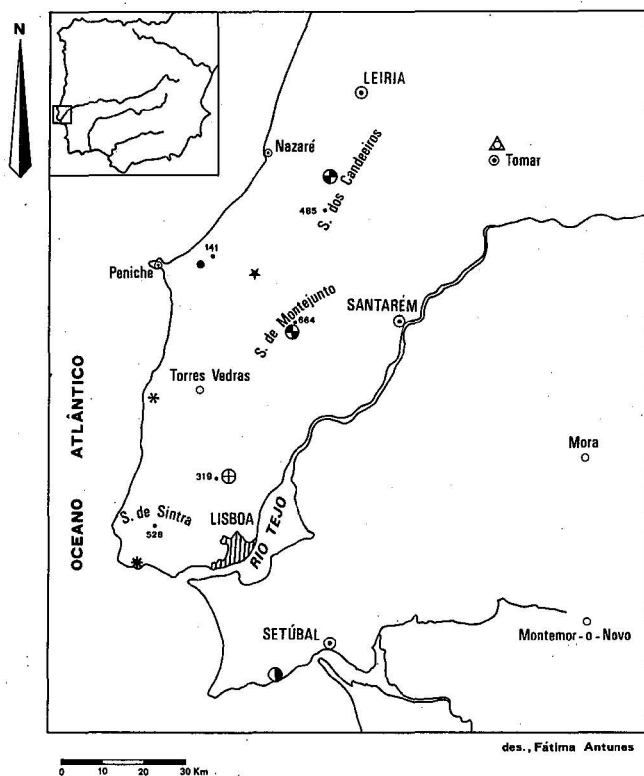 N
LEIRIA
Nazaré
Tomar
S. dos Candeeiros
485
141
Peniche
S. de Montejunto
664
SANTARÉM
Torres Vedras
OCEANO ATLÂNTICO
Mora
319
S. de Sintra
528
LISBOA
RIO TEJO
SETÚBAL
Montemor-o-Novo
des., Fátima Antunes
0 10 20 30 Km